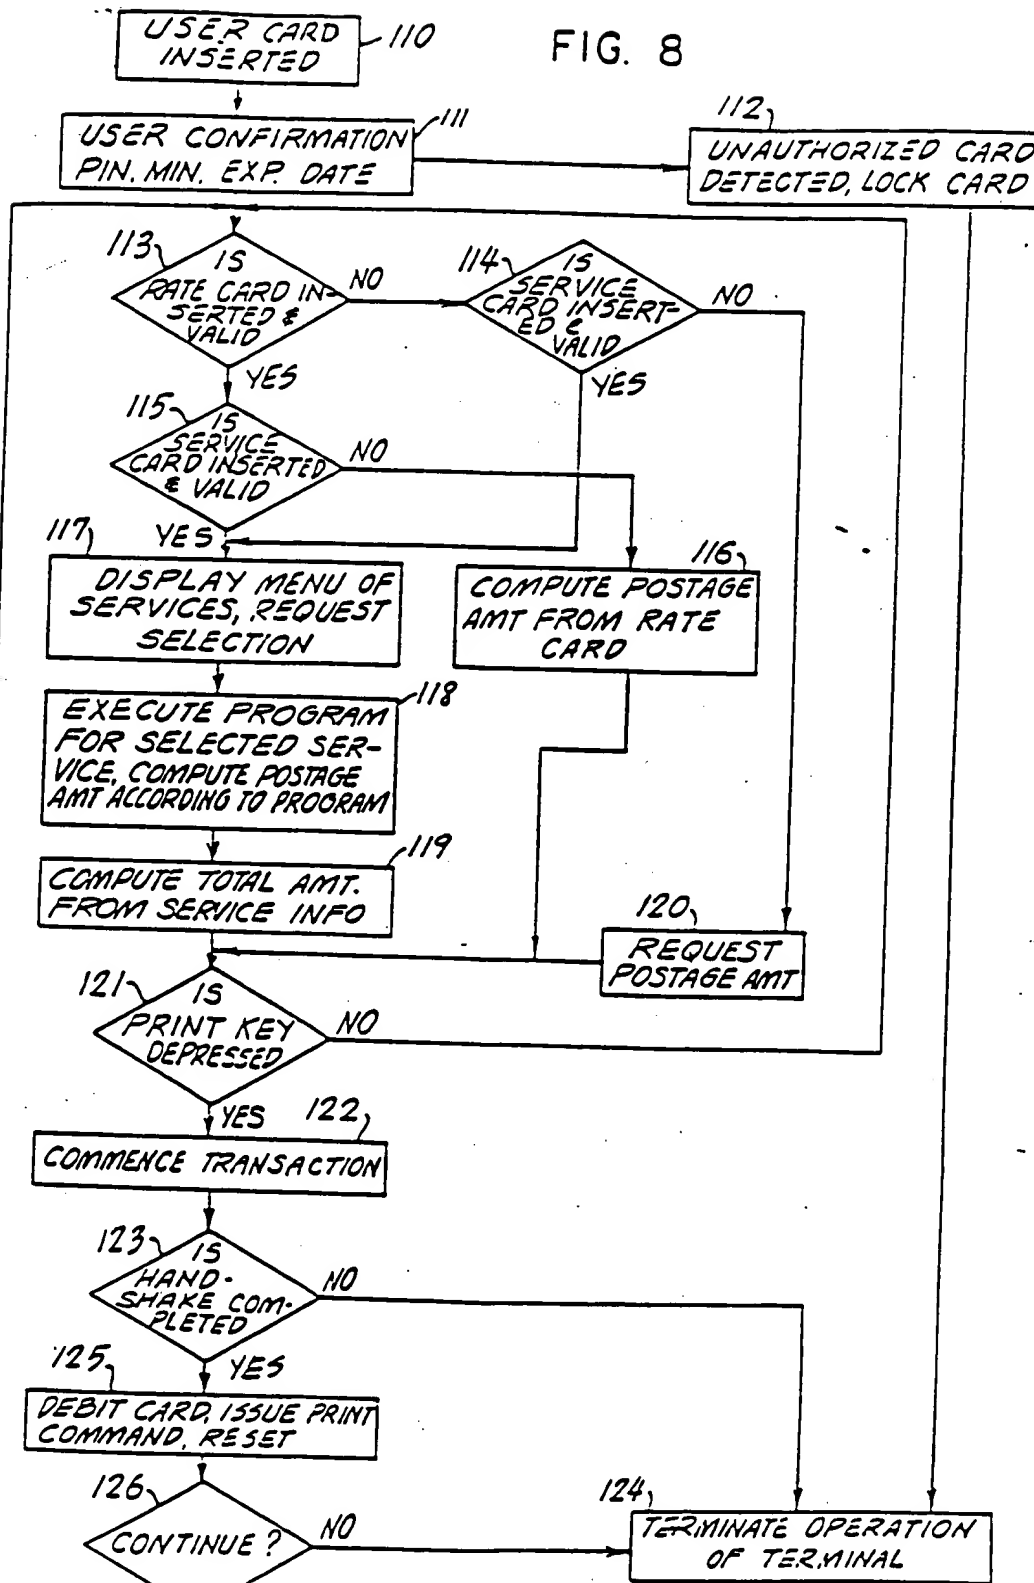 FIG. 8
USER CARD
INSERTED
110
USER CONFIRMATION
PIN. MIN. EXP. DATE
111
112
UNAUTHORIZED CARD
DETECTED, LOCK CARD
113
IS
RATE CARD IN-
SERTED &
VALID
NO
YES
114
IS
SERVICE
CARD INSERT-
ED &
VALID
NO
YES
115
IS
SERVICE
CARD INSERTED
& VALID
NO
YES
117
DISPLAY MENU OF
SERVICES, REQUEST
SELECTION
116
COMPUTE POSTAGE
AMT FROM RATE
CARD
118
EXECUTE PROGRAM
FOR SELECTED SER-
VICE, COMPUTE POSTAGE
AMT ACCORDING TO PROGRAM
119
COMPUTE TOTAL AMT.
FROM SERVICE INFO
120
REQUEST
POSTAGE AMT
121
IS
PRINT KEY
DEPRESSED
NO
YES
122
COMMENCE TRANSACTION
123
IS
HAND-
SHAKE COM-
PLETED
NO
YES
125
DEBIT CARD, ISSUE PRINT
COMMAND, RESET
126
CONTINUE?
NO
124
TERMINATE OPERATION
OF TERMINAL